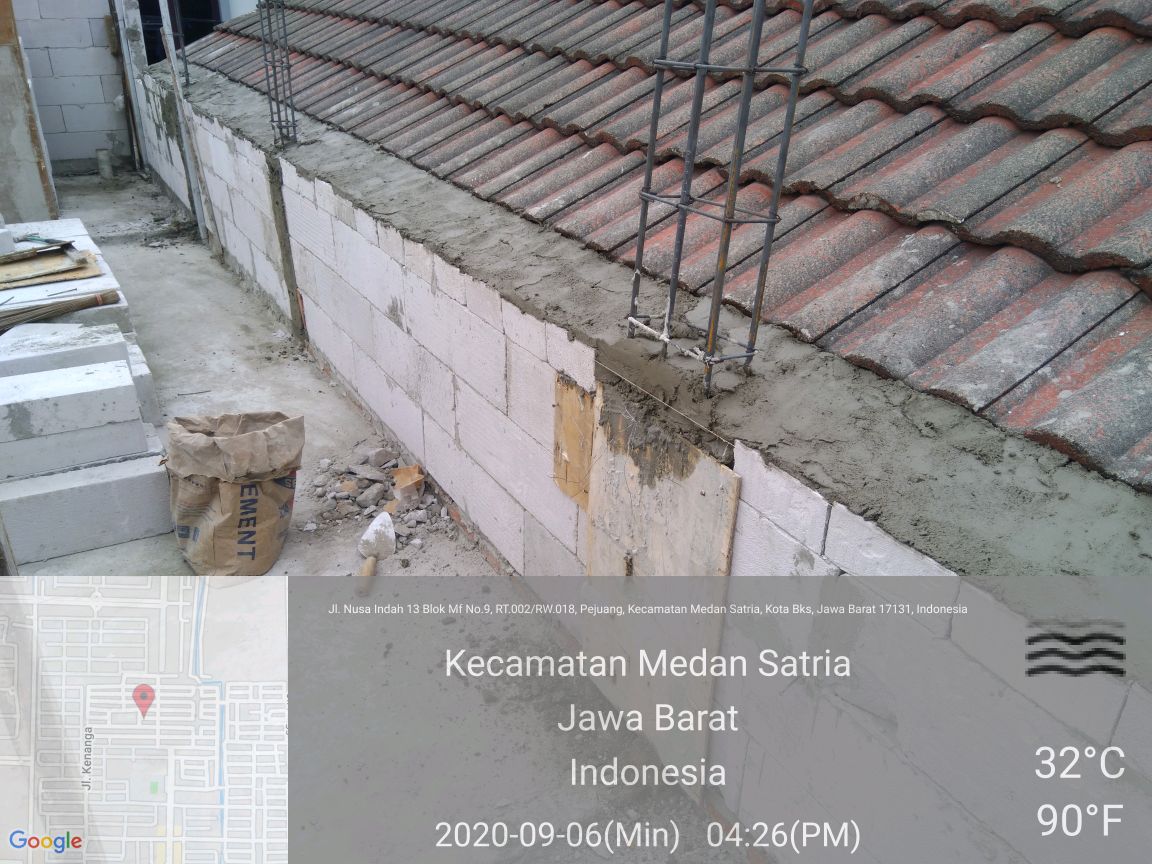 EMENT
Jl. Nusa Indah 13 Blok Mf No.9, RT.002/RW.018, Pejuang, Kecamatan Medan Satria, Kota Bks, Jawa Barat 17131, Indonesia
Kecamatan Medan Satria
Jawa Barat
Indonesia
2020-09-06(Min) 04:26(PM)
32°C
90°F
Jl. Kenanga
Google